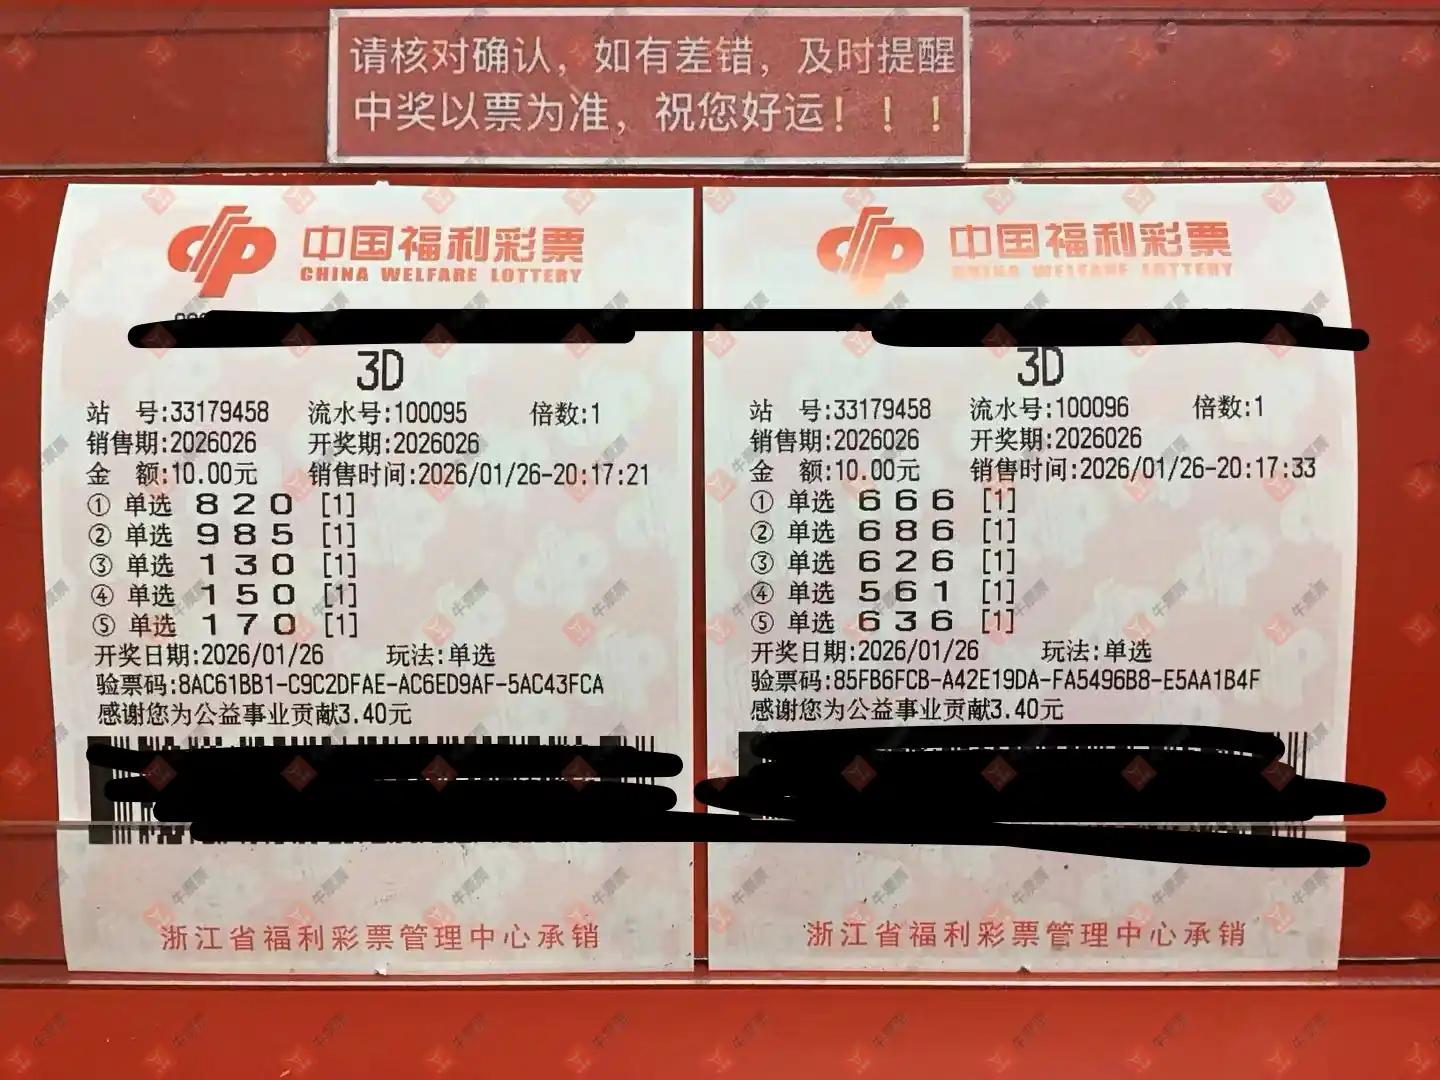 请核对确认，如有差错，及时提醒
中奖以票为准，祝您好运！！！
中国福利彩票
CHINA WELFARE LOTTERY
3D
站 号:33179458 流水号:100095 倍数:1
销售期:2026026 开奖期:2026026
金 额:10.00元 销售时间:2026/01/26-20:17:21
① 单选 8 2 0 [1]
② 单选 9 8 5 [1]
③ 单选 1 3 0 [1]
④ 单选 1 5 0 [1]
⑤ 单选 1 7 0 [1]
开奖日期:2026/01/26 玩法:单选
验票码:8AC61BB1-C9C2DFAE-AC6ED9AF-5AC43FCA
感谢您为公益事业贡献3.40元
浙江省福利彩票管理中心承销
中国福利彩票
CHINA WELFARE LOTTERY
3D
站 号:33179458 流水号:100096 倍数:1
销售期:2026026 开奖期:2026026
金 额:10.00元 销售时间:2026/01/26-20:17:33
① 单选 6 6 6 [1]
② 单选 6 8 6 [1]
③ 单选 6 2 6 [1]
④ 单选 5 6 1 [1]
⑤ 单选 6 3 6 [1]
开奖日期:2026/01/26 玩法:单选
验票码:85FB6FCB-A42E19DA-FA5496B8-E5AA1B4F
感谢您为公益事业贡献3.40元
浙江省福利彩票管理中心承销